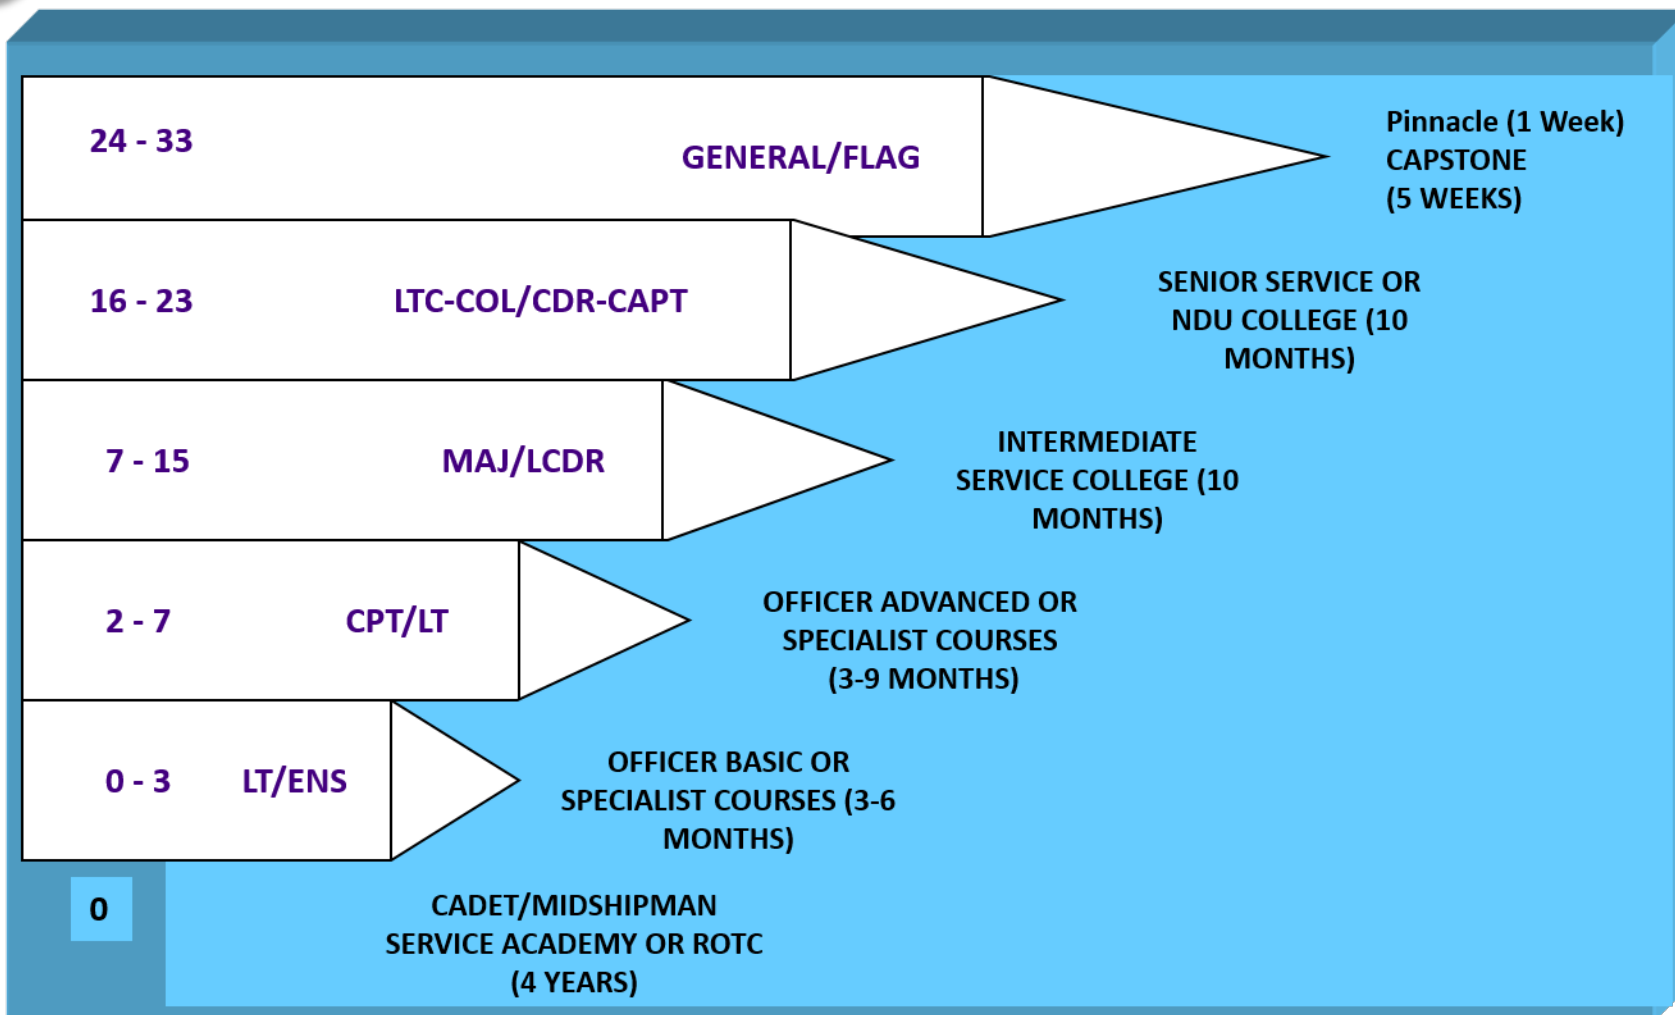 24 - 33
GENERAL/FLAG
Pinnacle (1 Week)
CAPSTONE
(5 WEEKS)
16 - 23
LTC-COL/CDR-CAPT
SENIOR SERVICE OR
NDU COLLEGE (10
MONTHS)
7 - 15
MAJ/LCDR
INTERMEDIATE
SERVICE COLLEGE (10
MONTHS)
2 - 7
CPT/LT
OFFICER ADVANCED OR
SPECIALIST COURSES
(3-9 MONTHS)
0 - 3
LT/ENS
OFFICER BASIC OR
SPECIALIST COURSES (3-6
MONTHS)
0
CADET/MIDSHIPMAN
SERVICE ACADEMY OR ROTC
(4 YEARS)